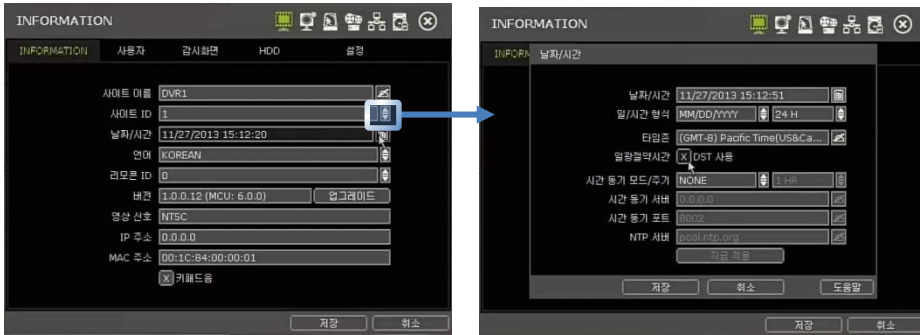 INFORMATION
INFORMATION 사용자 감시화면 HDD 설정
사이트 이름 DVR1
사이트 ID 1
날짜/시간 11/27/2013 15:12:20
언어 KOREAN
리모콘 ID 0
버전 1.0.0.12 (MCU: 6.0.0) 업그레이드
영상 신호 NTSC
IP 주소 0.0.0.0
MAC 주소 00:1C:84:00:00:01
X 키패드음
저장 취소
INFORMATION
INFORM
날짜/시간
날짜/시간 11/27/2013 15:12:51
일/시간 형식 MM/DD/YYYY 24 H
타임존 (GMT-8) Pacific Time(US&Ca...
일광절약시간 X DST 사용
시간 동기 모드/주기 NONE 1 HR
시간 동기 서버 0.0.0.0
시간 동기 포트 8002
NTP 서버 pool.ntp.org
지금 적용
저장 취소 도움말
저장 취소